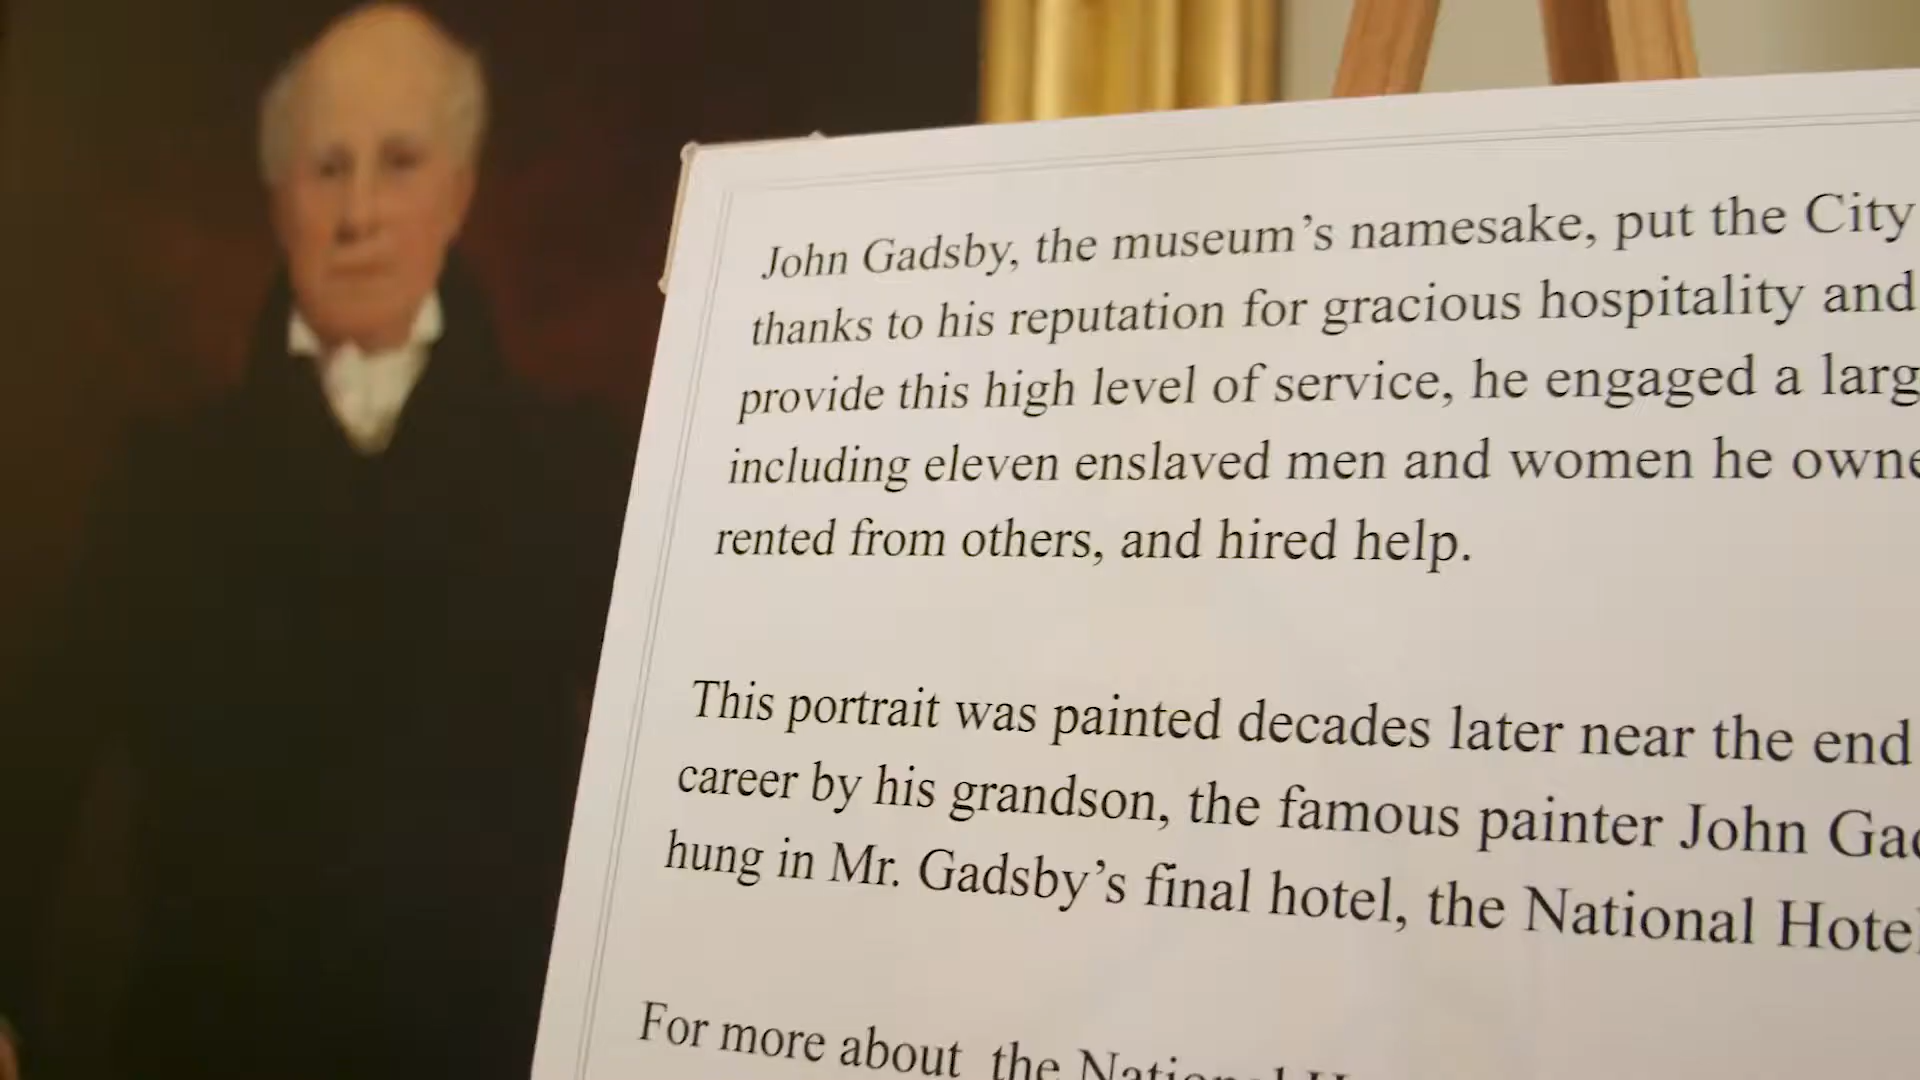 John Gadsby, the museum’s namesake, put the City
thanks to his reputation for gracious hospitality and
provide this high level of service, he engaged a larg
including eleven enslaved men and women he owne
rented from others, and hired help.
This portrait was painted decades later near the end
career by his grandson, the famous painter John Gad
hung in Mr. Gadsby’s final hotel, the National Hotel
For more about the National H